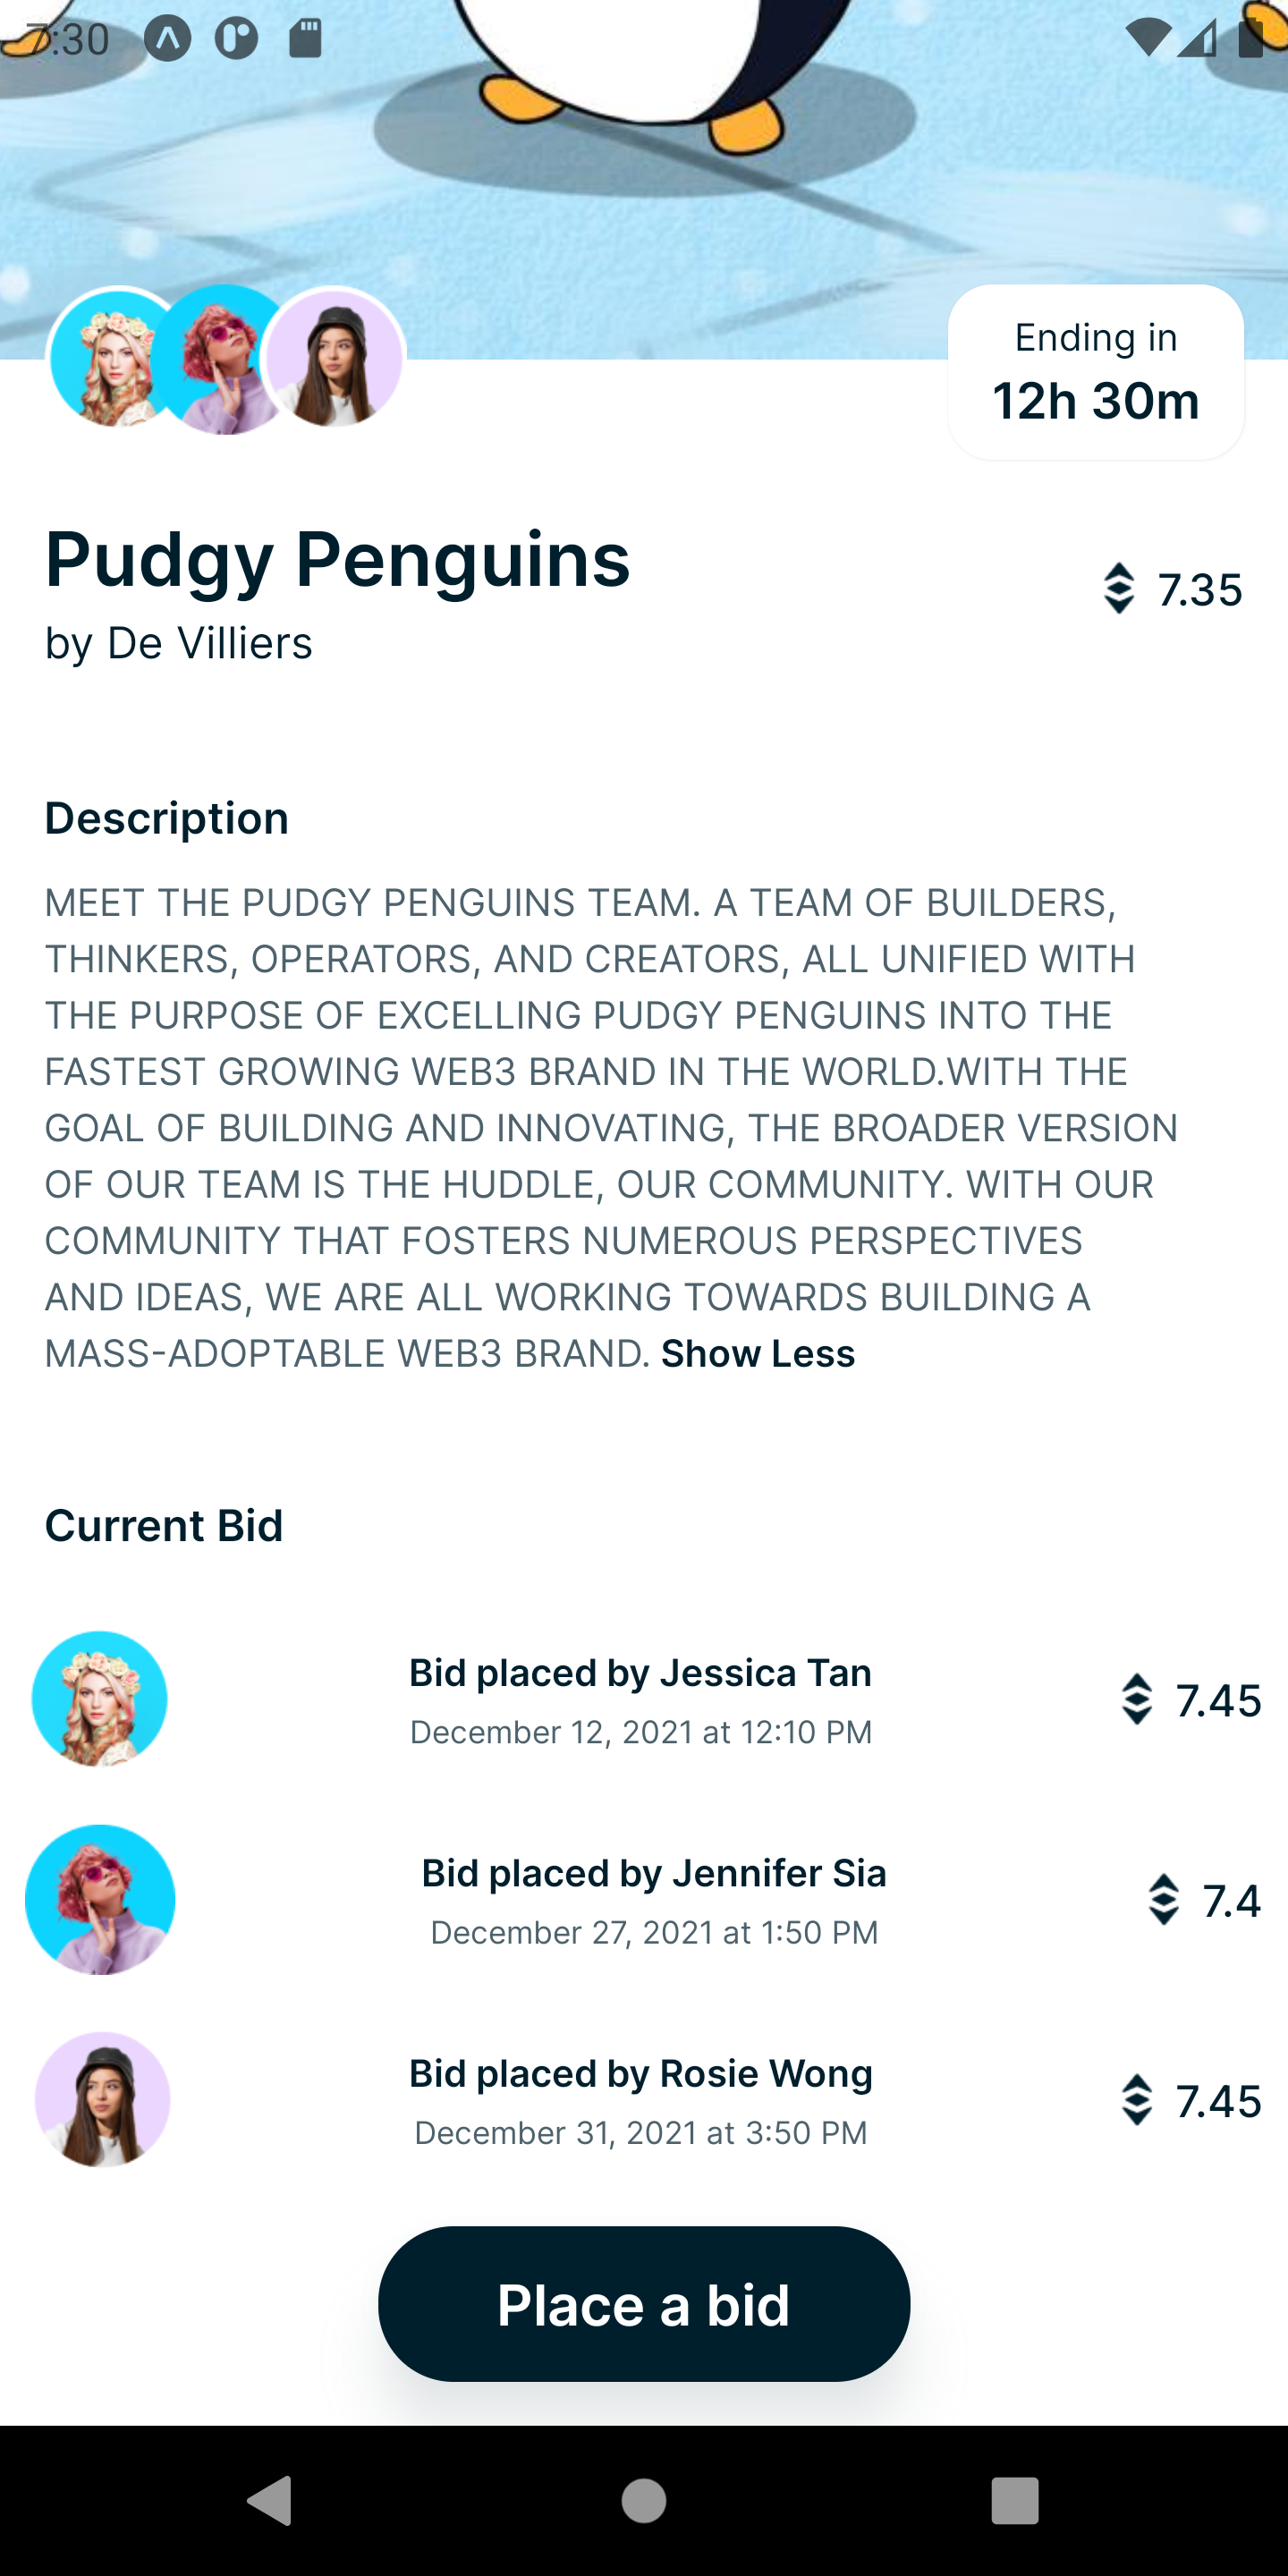 7:30
Ending in
12h 30m
Pudgy Penguins
7.35
by De Villiers
Description
MEET THE PUDGY PENGUINS TEAM. A TEAM OF BUILDERS,
THINKERS, OPERATORS, AND CREATORS, ALL UNIFIED WITH
THE PURPOSE OF EXCELLING PUDGY PENGUINS INTO THE
FASTEST GROWING WEB3 BRAND IN THE WORLD.WITH THE
GOAL OF BUILDING AND INNOVATING, THE BROADER VERSION
OF OUR TEAM IS THE HUDDLE, OUR COMMUNITY. WITH OUR
COMMUNITY THAT FOSTERS NUMEROUS PERSPECTIVES
AND IDEAS, WE ARE ALL WORKING TOWARDS BUILDING A
MASS-ADOPTABLE WEB3 BRAND. Show Less
Current Bid
Bid placed by Jessica Tan
December 12, 2021 at 12:10 PM
7.45
Bid placed by Jennifer Sia
December 27, 2021 at 1:50 PM
7.4
Bid placed by Rosie Wong
December 31, 2021 at 3:50 PM
7.45
Place a bid